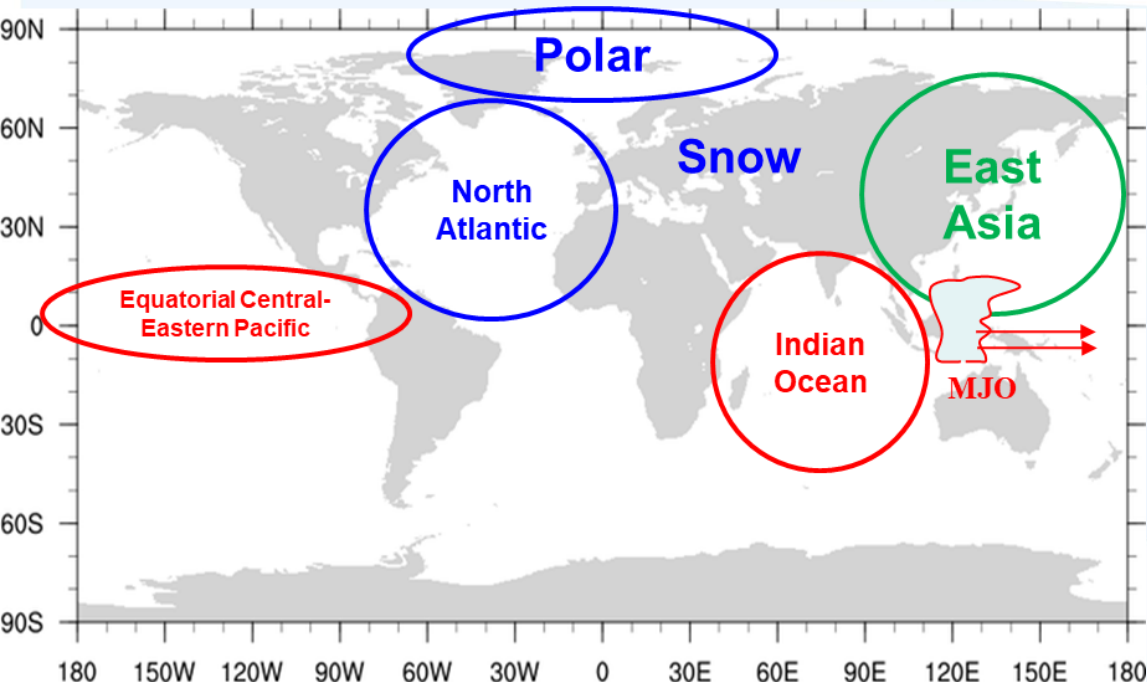 90N
Polar
60N
Snow
East
Asia
North
Atlantic
30N
Equatorial Central-
Eastern Pacific
0
Indian
Ocean
MJO
30S
60S
90S
180 150W 120W 90W 60W 30W 0 30E 60E 90E 120E 150E 180